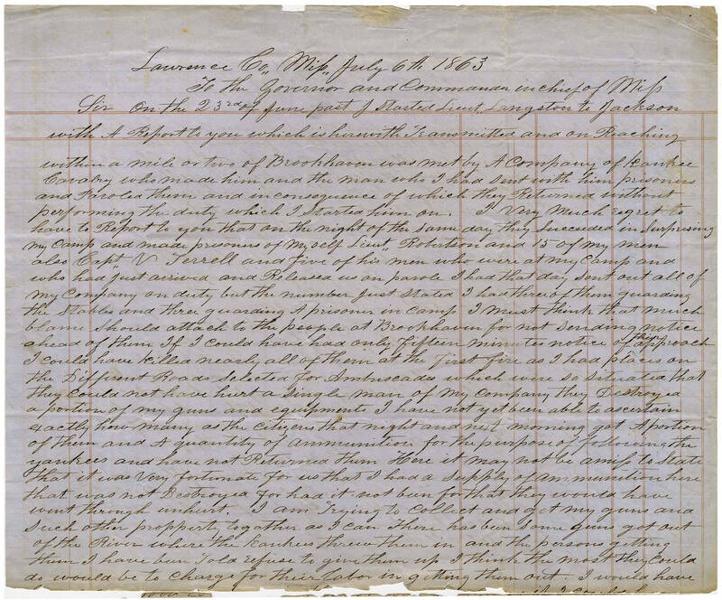 Lawrence Co., Miss, July 6th 1863
To the Governor and Commander in chief of Miss
Sir On the 23rd of June past I Started Lieut. Langston to Jackson
with A Report to you which is herewith Transmitted and on Reaching
within a mile or two of Brookhaven was met by A Company of Yankee
Cavalry who made him and the man who I had sent with him prisoners
and Paroled them and in consequence of which they Returned without
performing the duty which I Started him on. I Very Much regret to
have to Report to you that on the night of the same day they Succeeded in Surprising
my Camp and made prisoners of My self Lieut, Robertson and 15 of my men
also Capt V Terrell and five of his men who were at my Camp and
who had just arrived and Released us on parole I had that day Sent out all of
My Company on duty but the number Just Stated I had three of them guarding
the Stables and three guarding A prisoner in camp I must think that much
blame Should attach to the people at Brookhaven for not Sending notice
ahead of them If I could have had only fifteen minutes notice of their approach
I could have killed nearly all of them at the first fire as I had places on
the Different Roads Selected for Ambuscades which were so situated that
they could not have hurt a Single man of My Company they Destroyed
a portion of my guns and equipments I have not yet been able to ascertain
exactly how many as the citizens that night and next morning got A portion
of them and A quantity of ammunition for the purpose of following the
yankees and have not Returned them Here it may not be amiss to State
that it was Very fortunate for us that I had a Supply of ammunition here
that was not Destroyed for had it not been for that they would have
went through unhurt. I am Trying to collect and get my guns and
Such other propperty together as I can There has been Some guns got out
of the River where the Yankees threw them in and the persons getting
them I have been Told refuse to give them up I think the most they could
do would be to Charge for their Labor in getting them out. I would have